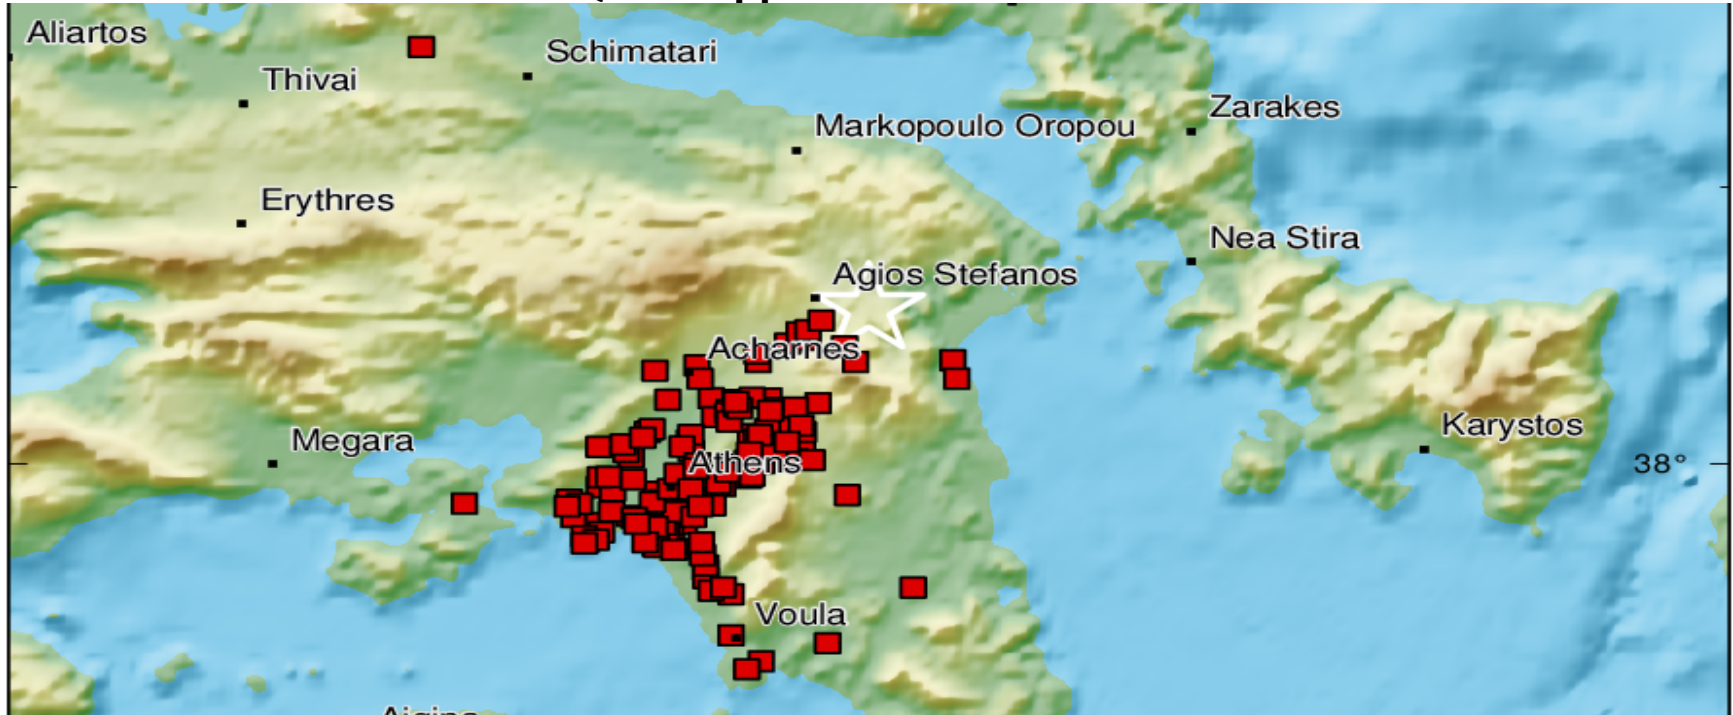 Aliartos
Schimatari
Thivai
Zarakes
Markopoulo Oropou
Erythres
Nea Stira
Agios Stefanos
Acharnes
Karystos
Megara
Athens
38°
Voula